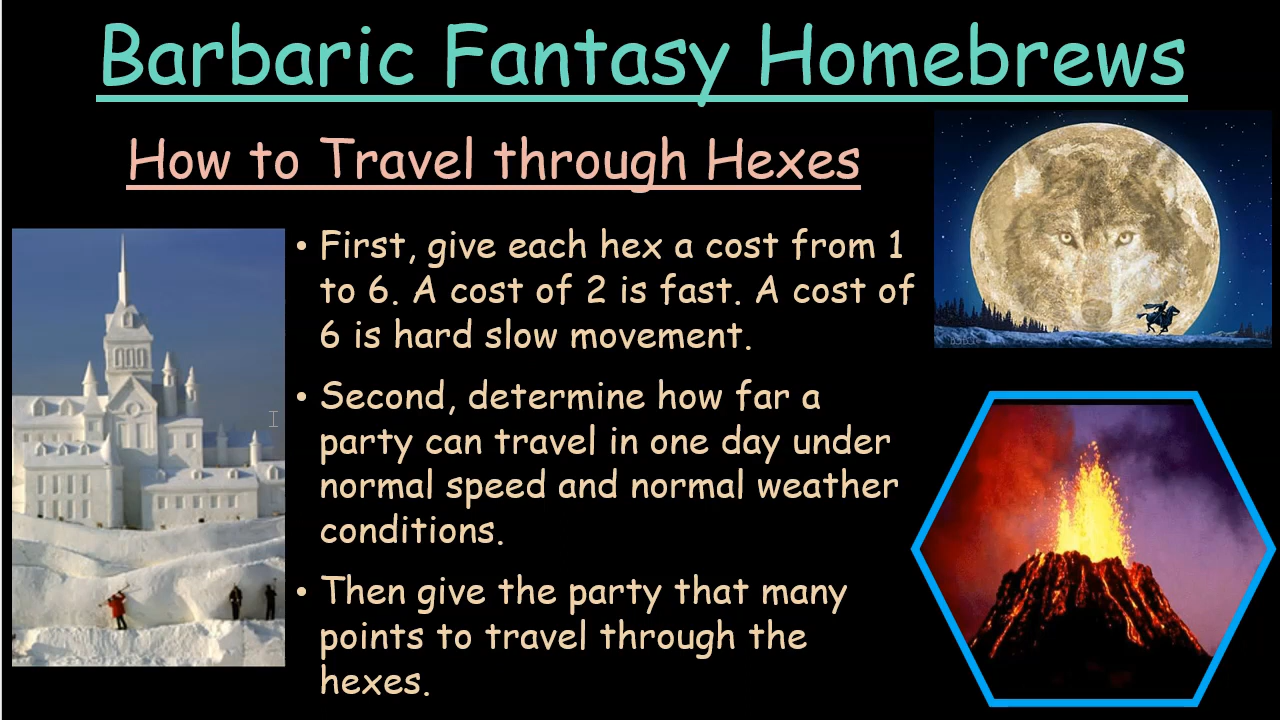 Barbaric Fantasy Homebrews
How to Travel through Hexes
• First, give each hex a cost from 1
to 6. A cost of 2 is fast. A cost of
6 is hard slow movement.
• Second, determine how far a
party can travel in one day under
normal speed and normal weather
conditions.
• Then give the party that many
points to travel through the
hexes.